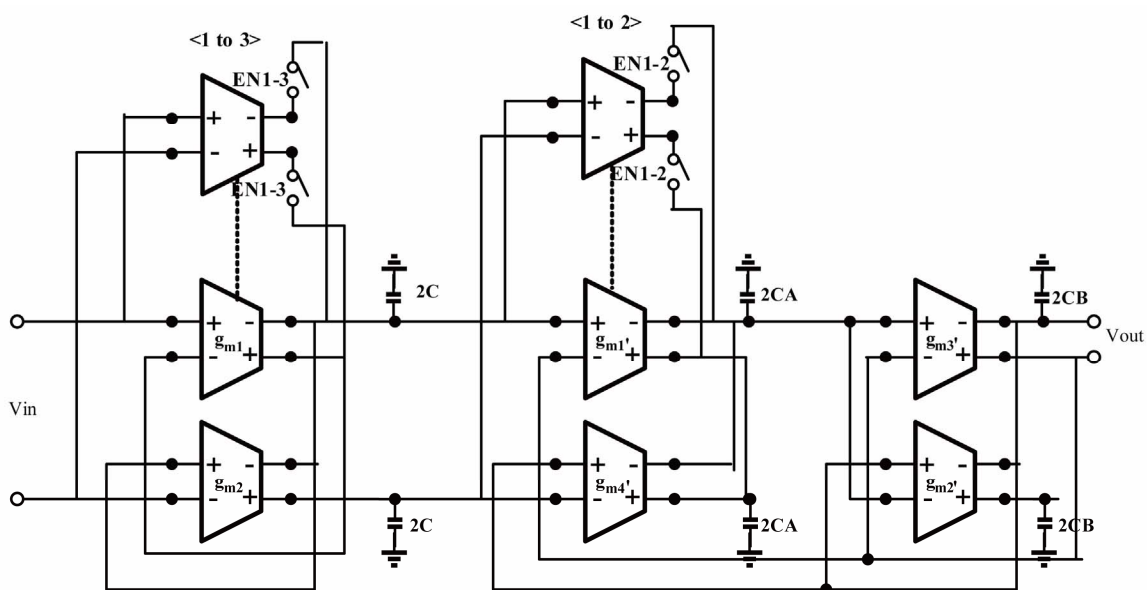 <1 to 3>
<1 to 2>
EN1-3
EN1-2
+ -
- +
+ -
- +
EN1-3
EN1-2
2C
2CA
2CB
+ -
gm1
- +
+ -
gm1'
- +
+ -
gm3'
- +
Vout
Vin
+ -
gm2
- +
+ -
gm4'
- +
+ -
gm2'
- +
2C
2CA
2CB